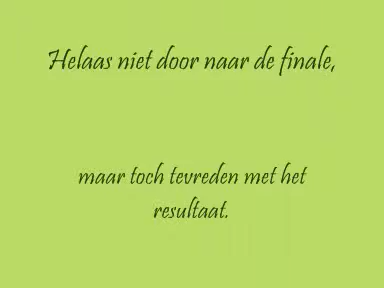 Helaas niet door naar de finale,
maar toch tevreden met het
resultaat.